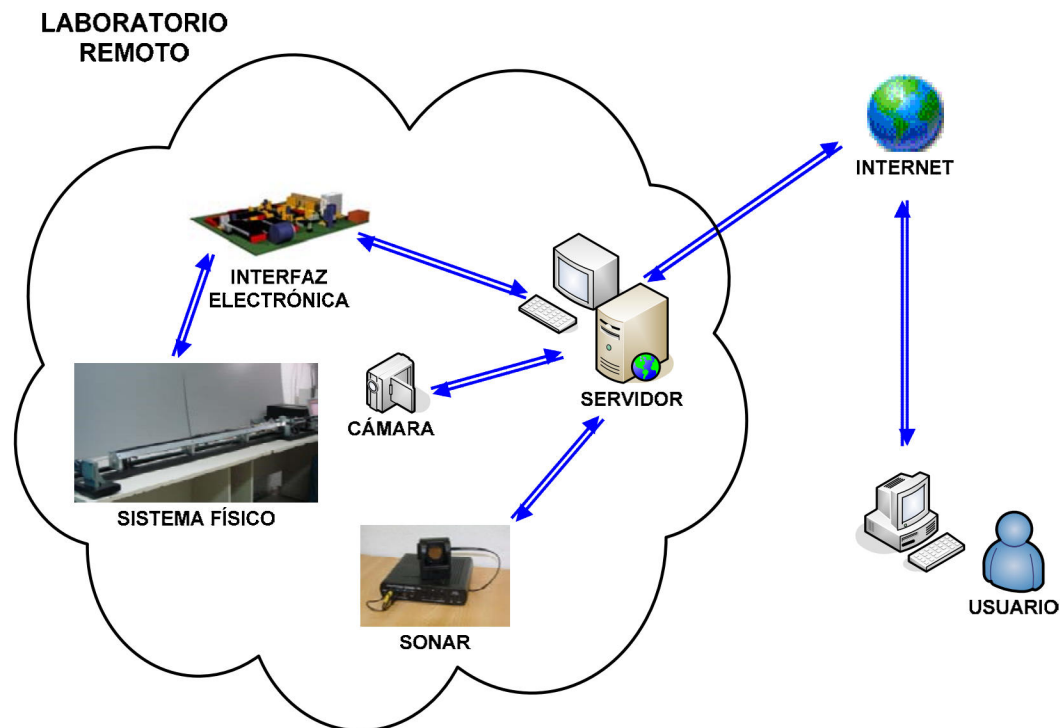 LABORATORIO
REMOTO
INTERNET
INTERFAZ
ELECTRÓNICA
SERVIDOR
CÁMARA
SISTEMA FÍSICO
SONAR
USUARIO